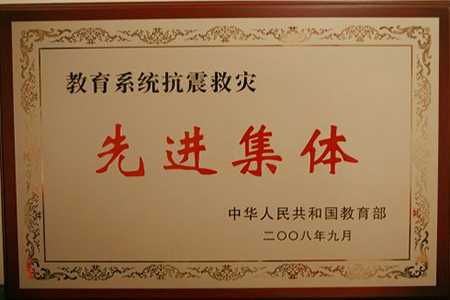 教育系统抗震救灾
先进集体
中华人民共和国教育部
二〇〇八年九月